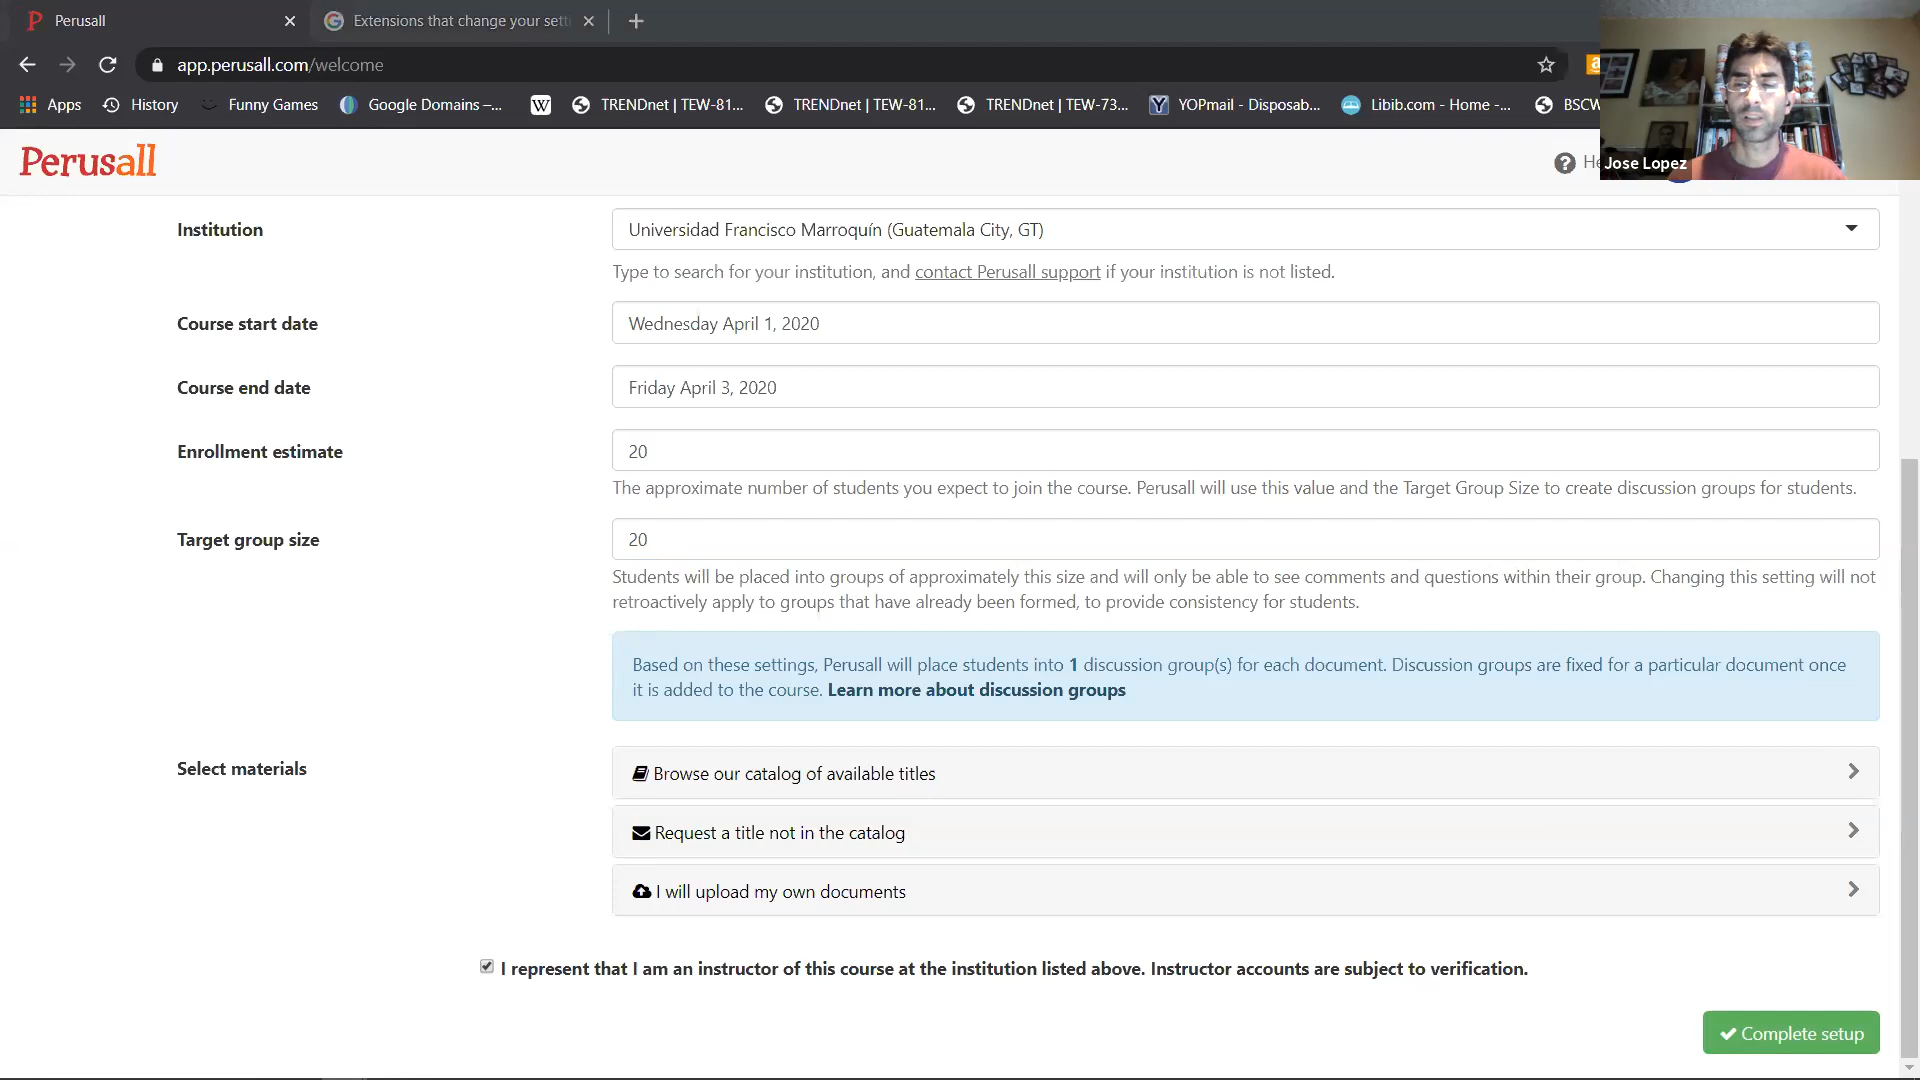 Perusall
Extensions that change your sett
app.perusall.com/welcome
Apps
History
Funny Games
Google Domains –...
W
TRENDnet | TEW-81...
TRENDnet | TEW-81...
TRENDnet | TEW-73...
Y
YOPmail - Disposab...
Libib.com - Home -...
BSCW
a
Perusall
? He
Jose Lopez
Institution
Universidad Francisco Marroquín (Guatemala City, GT)
Type to search for your institution, and contact Perusall support if your institution is not listed.
Course start date
Wednesday April 1, 2020
Course end date
Friday April 3, 2020
Enrollment estimate
20
The approximate number of students you expect to join the course. Perusall will use this value and the Target Group Size to create discussion groups for students.
Target group size
20
Students will be placed into groups of approximately this size and will only be able to see comments and questions within their group. Changing this setting will not
retroactively apply to groups that have already been formed, to provide consistency for students.
Based on these settings, Perusall will place students into 1 discussion group(s) for each document. Discussion groups are fixed for a particular document once
it is added to the course. Learn more about discussion groups
Select materials
Browse our catalog of available titles
Request a title not in the catalog
I will upload my own documents
I represent that I am an instructor of this course at the institution listed above. Instructor accounts are subject to verification.
Complete setup